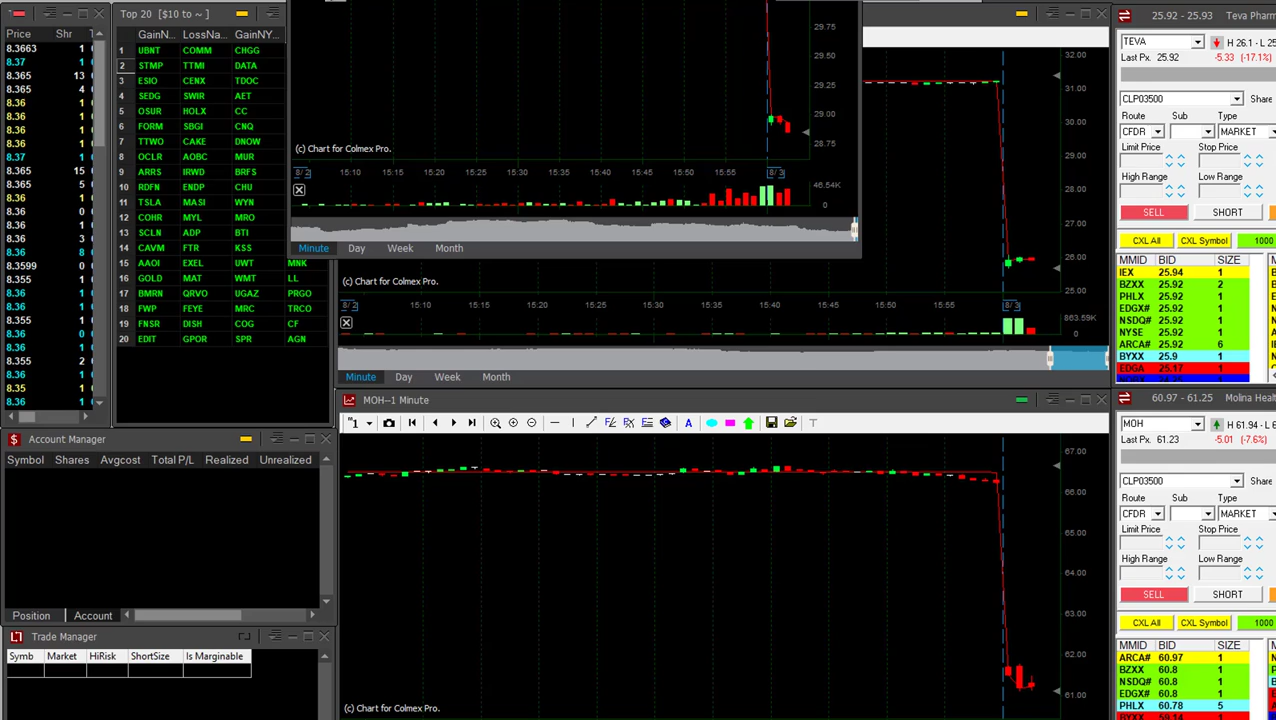 Price Shr
8.3663 1
8.37 1
8.365 13
8.365 4
8.36 1
8.36 1
8.36 1
8.36 1
8.37 1
8.365 15
8.365 5
8.36 1
8.36 0
8.36 1
8.36 3
8.36 8
8.3599 0
8.355 1
8.36 1
8.36 0
8.355 1
8.36 0
8.36 1
8.355 2
8.36 1
8.35 1
8.36 0
Top 20 [$10 to ~ ]
GainN... LossNa... GainNY...
1 UBNT COMM CHGG
2 STMP TTMI DATA
3 ESIO CENX TDOC
4 SEDG SWIR AET
5 OSUR HOLX CC
6 FORM SBGI CNQ
7 TTWO CAKE DNOW
8 OCLR AOBC MUR
9 ARRS IRWD BRFS
10 RDFN ENDP CHU
11 TSLA MASI WYN
12 COHR MYL MRO
13 SCLN ADP BTI
14 CAVM FTR KSS
15 AAOI EXEL UWT MNK
16 GOLD MAT WMT LL
17 BMRN QRVO UGAZ PRGO
18 FWP FEYE MRC TRCO
19 FNSR DISH COG CF
20 EDIT GPOR SPR AGN
29.75
29.50
29.25
29.00
28.75
(c) Chart for Colmex Pro.
8/ 2 15:10 15:15 15:20 15:25 15:30 15:35 15:40 15:45 15:50 15:55 8/ 3
46.54K
0
Minute Day Week Month
32.00
31.00
30.00
29.00
28.00
27.00
26.00
25.00
(c) Chart for Colmex Pro.
8/ 2 15:10 15:15 15:20 15:25 15:30 15:35 15:40 15:45 15:50 15:55 8/ 3
863.59K
0
Minute Day Week Month
MOH--1 Minute
1
A
T
67.00
66.00
65.00
64.00
63.00
62.00
61.00
(c) Chart for Colmex Pro.
Account Manager
Symbol Shares Avgcost Total P/L Realized Unrealized
Position Account
Trade Manager
Symb Market HiRisk ShortSize Is Marginable
25.92 - 25.93 Teva Pharm
TEVA H 26.1 - L 25
Last Px. 25.92 -5.33 (-17.1%)
CLP03500 Share
Route Sub Type
CFDR MARKET
Limit Price Stop Price
High Range Low Range
SELL SHORT
CXL All CXL Symbol 1000
MMID BID SIZE
IEX 25.94 1
BZXX 25.92 2
PHLX 25.92 1
EDGX# 25.92 1
NSDQ# 25.92 1
NYSE 25.92 1
ARCA# 25.92 6
BYXX 25.9 1
EDGA 25.17 1
60.97 - 61.25 Molina Healt
MOH H 61.94 - L 6
Last Px. 61.23 -5.01 (-7.6%)
CLP03500 Share
Route Sub Type
CFDR MARKET
Limit Price Stop Price
High Range Low Range
SELL SHORT
CXL All CXL Symbol 1000
MMID BID SIZE
ARCA# 60.97 1
BZXX 60.8 1
NSDQ# 60.8 1
EDGX# 60.8 1
PHLX 60.78 5
BYXX 59.14 1